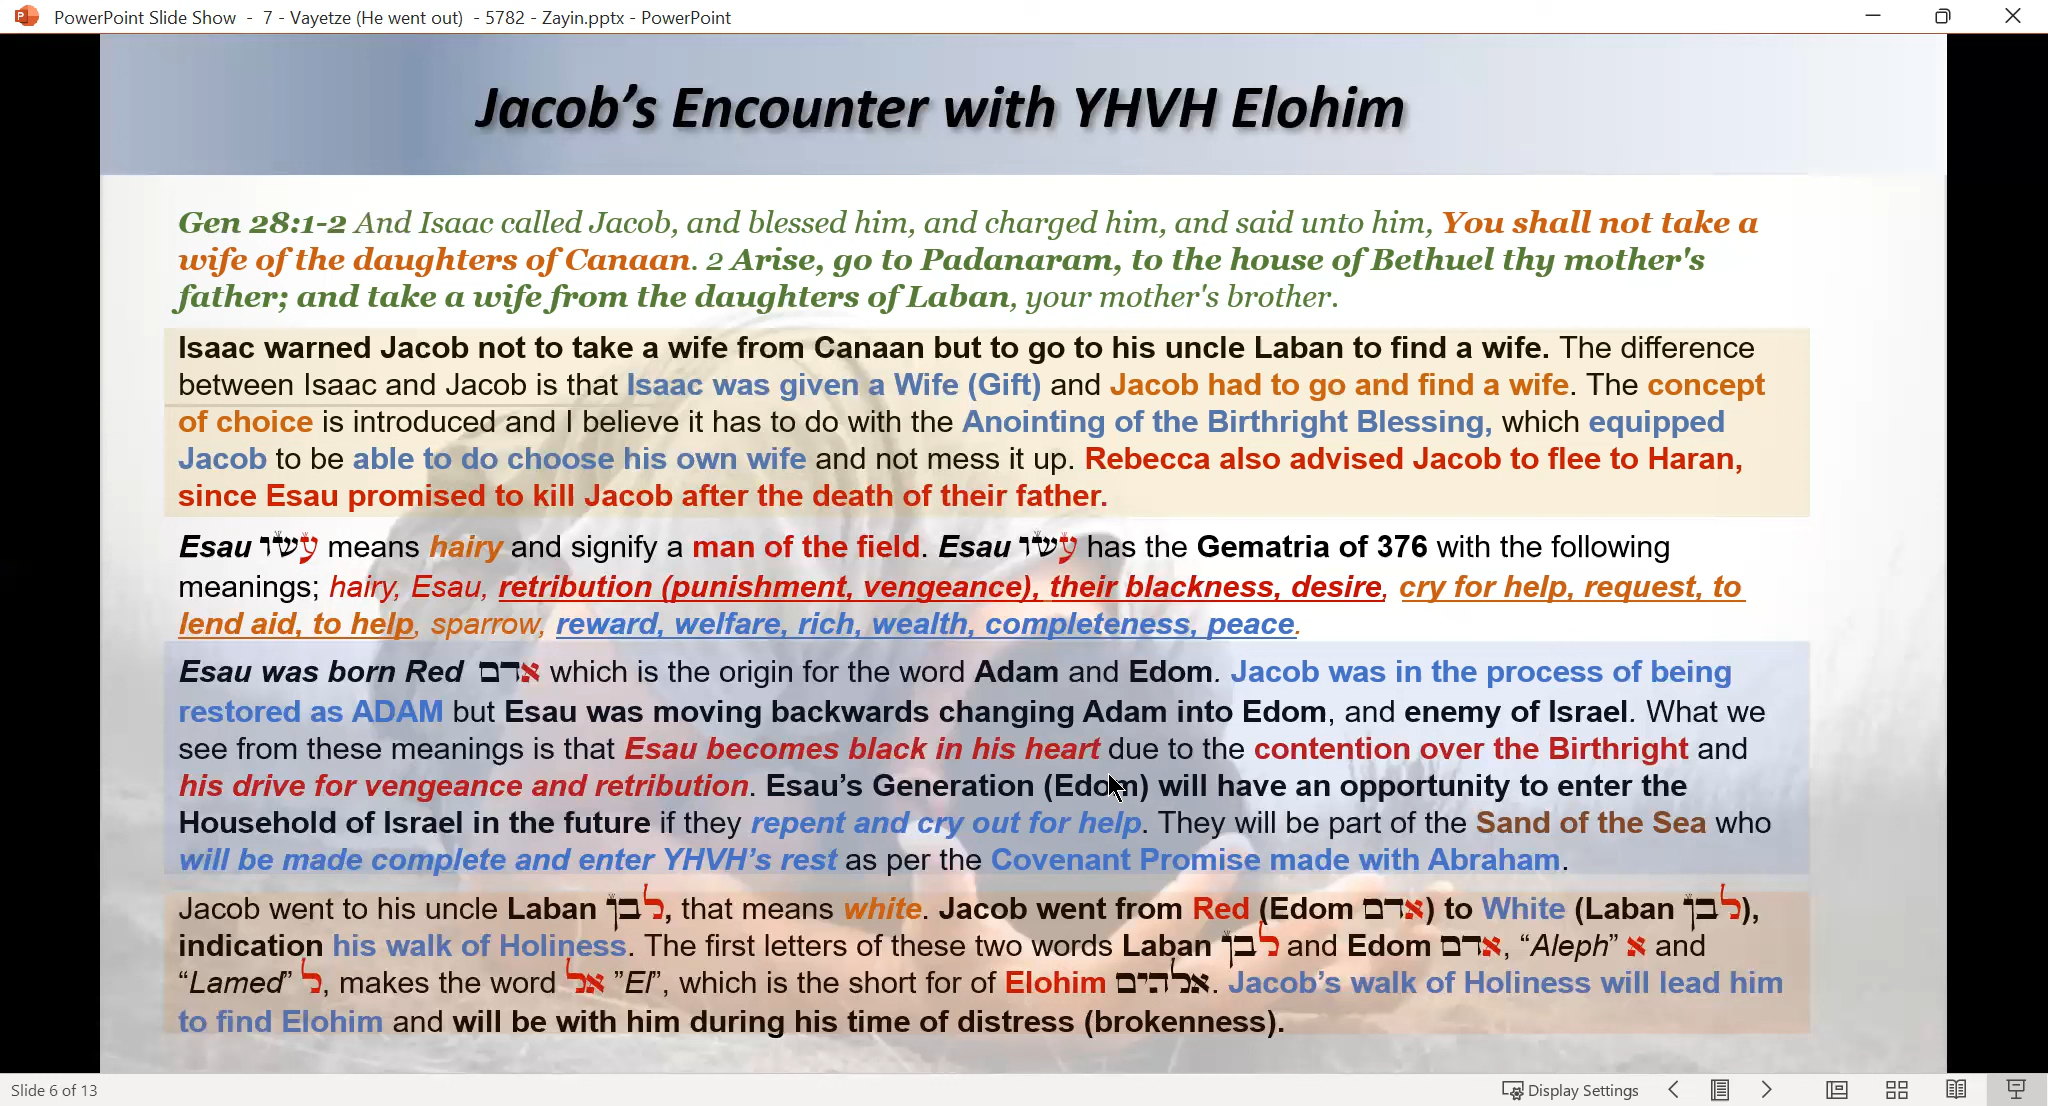 PowerPoint Slide Show - 7 - Vayetze (He went out) - 5782 - Zayin.pptx - PowerPoint
Jacob's Encounter with YHVH Elohim
Gen 28:1-2 And Isaac called Jacob, and blessed him, and charged him, and said unto him, You shall not take a
wife of the daughters of Canaan. 2 Arise, go to Padanaram, to the house of Bethuel thy mother's
father; and take a wife from the daughters of Laban, your mother's brother.
Isaac warned Jacob not to take a wife from Canaan but to go to his uncle Laban to find a wife. The difference
between Isaac and Jacob is that Isaac was given a Wife (Gift) and Jacob had to go and find a wife. The concept
of choice is introduced and I believe it has to do with the Anointing of the Birthright Blessing, which equipped
Jacob to be able to do choose his own wife and not mess it up. Rebecca also advised Jacob to flee to Haran,
since Esau promised to kill Jacob after the death of their father.
Esau עשו means hairy and signify a man of the field. Esau עשו has the Gematria of 376 with the following
meanings; hairy, Esau, retribution (punishment, vengeance), their blackness, desire, cry for help, request, to
lend aid, to help, sparrow, reward, welfare, rich, wealth, completeness, peace.
Esau was born Red אדם which is the origin for the word Adam and Edom. Jacob was in the process of being
restored as ADAM but Esau was moving backwards changing Adam into Edom, and enemy of Israel. What we
see from these meanings is that Esau becomes black in his heart due to the contention over the Birthright and
his drive for vengeance and retribution. Esau's Generation (Edom) will have an opportunity to enter the
Household of Israel in the future if they repent and cry out for help. They will be part of the Sand of the Sea who
will be made complete and enter YHVH's rest as per the Covenant Promise made with Abraham.
Jacob went to his uncle Laban לבן, that means white. Jacob went from Red (Edom אדם) to White (Laban לבן),
indication his walk of Holiness. The first letters of these two words Laban לבן and Edom אדם, “Aleph” א and
“Lamed” ל, makes the word אל ”El”, which is the short for of Elohim אלהים. Jacob's walk of Holiness will lead him
to find Elohim and will be with him during his time of distress (brokenness).
Slide 6 of 13
Display Settings